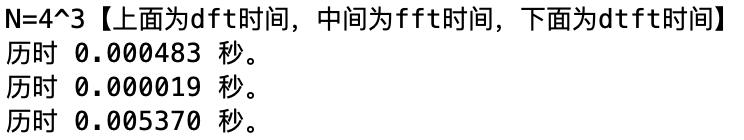 N=4^3【上面为dft时间，中间为fft时间，下面为dtft时间】
历时 0.000483 秒。
历时 0.000019 秒。
历时 0.005370 秒。